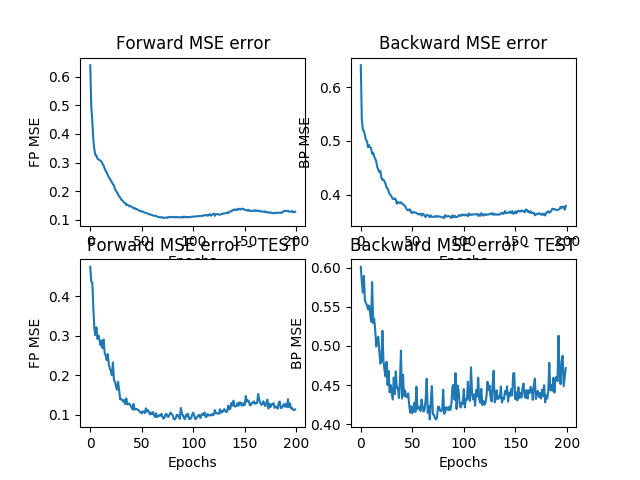 Forward MSE error
Backward MSE error
FP MSE
0.6
0.5
0.4
0.3
0.2
0.1
0 50 100 150 200
Epochs
BP MSE
0.6
0.5
0.4
0 50 100 150 200
Epochs
Forward MSE error - TEST
Backward MSE error - TEST
FP MSE
0.4
0.3
0.2
0.1
0 50 100 150 200
Epochs
BP MSE
0.60
0.55
0.50
0.45
0.40
0 50 100 150 200
Epochs